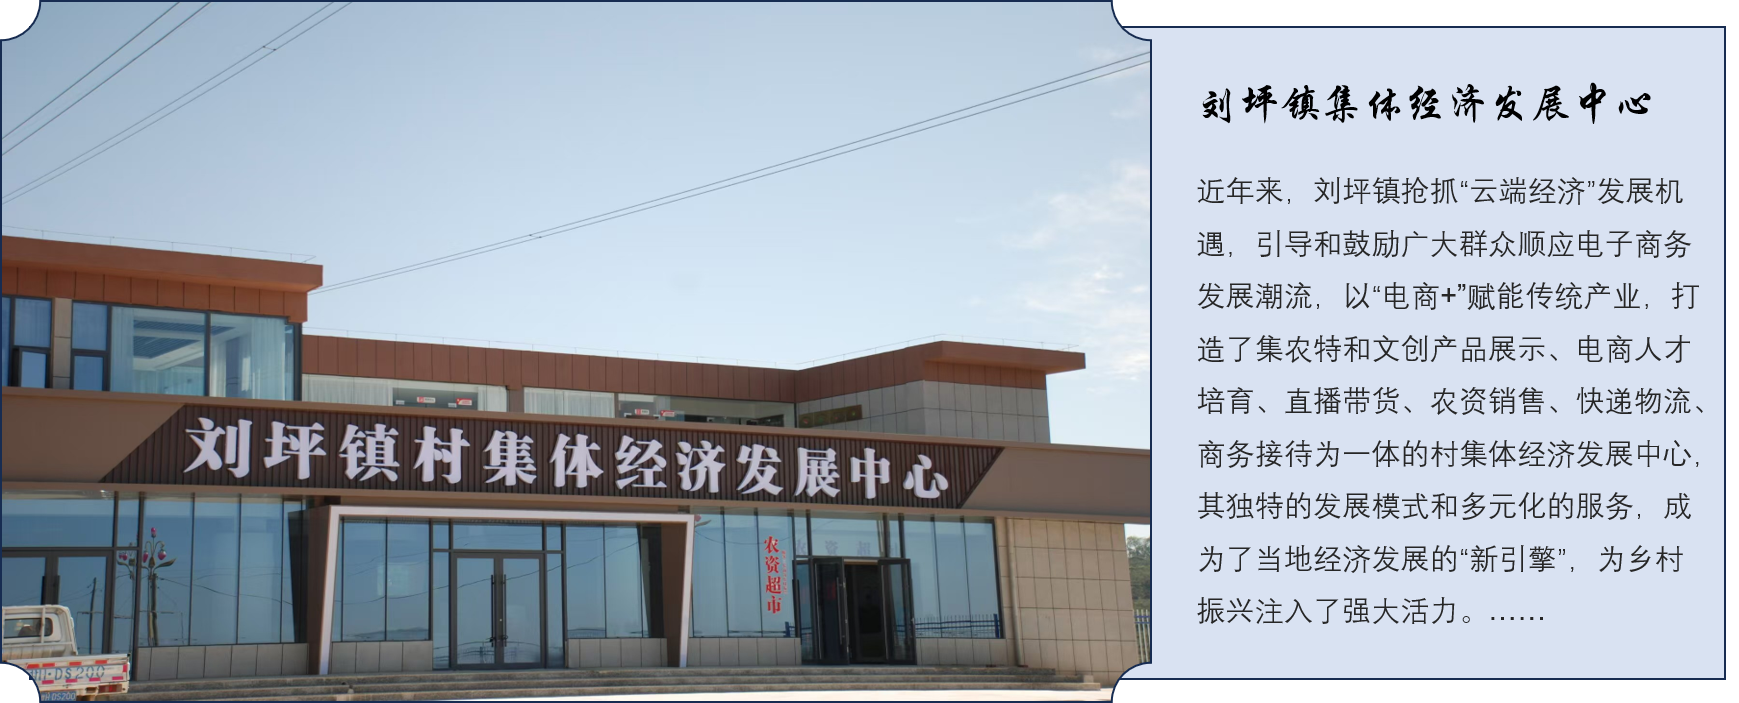 刘坪镇村集体经济发展中心
农资超市
DS200
刘坪镇集体经济发展中心
近年来，刘坪镇抢抓“云端经济”发展机
遇，引导和鼓励广大群众顺应电子商务
发展潮流，以“电商+”赋能传统产业，打
造了集农特和文创产品展示、电商人才
培育、直播带货、农资销售、快递物流、
商务接待为一体的村集体经济发展中心，
其独特的发展模式和多元化的服务，成
为了当地经济发展的“新引擎”，为乡村
振兴注入了强大活力。……